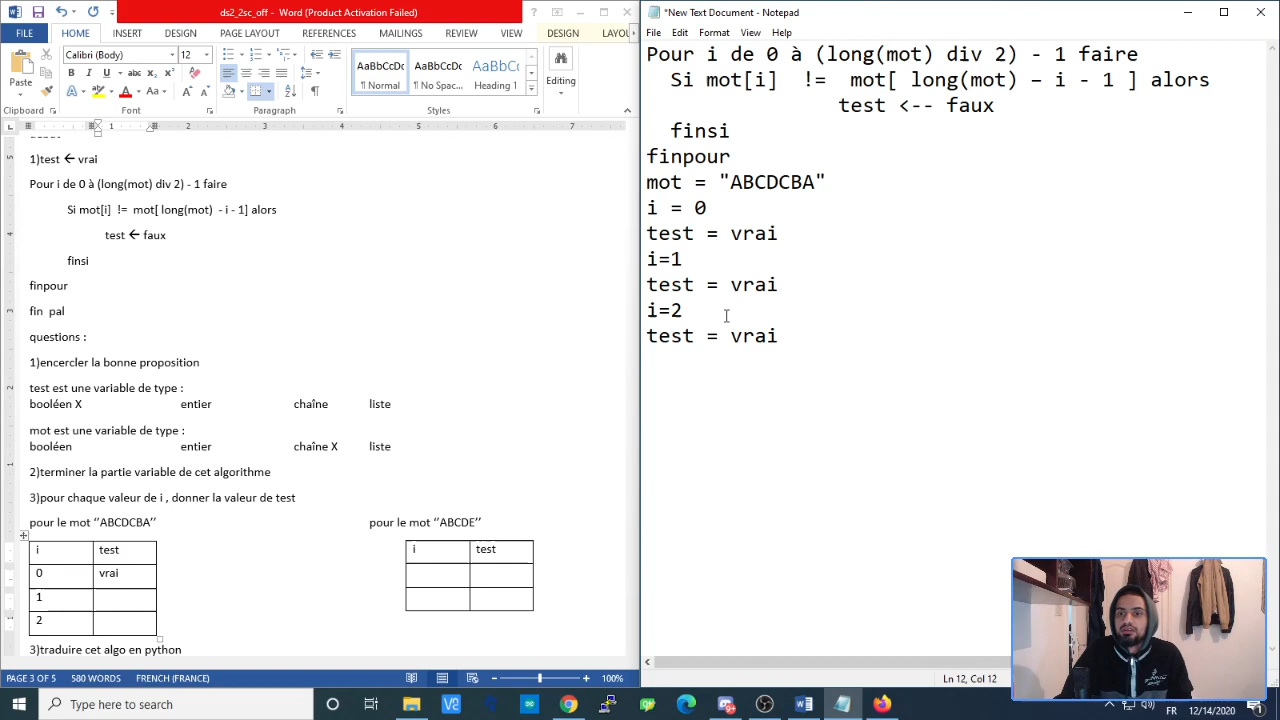 ds2_2sc_off - Word (Product Activation Failed)
FILE HOME INSERT DESIGN PAGE LAYOUT REFERENCES MAILINGS REVIEW VIEW DESIGN LAYOU
Paste
Calibri (Body) 12
AaBbCcDc AaBbCcDc AaBbC
¶ Normal ¶ No Spac... Heading 1
Editing
Clipboard Font Paragraph Styles
1)test ← vrai
Pour i de 0 à (long(mot) div 2) - 1 faire
Si mot[i] != mot[ long(mot) - i - 1] alors
test ← faux
finsi
finpour
fin pal
questions :
1)encercler la bonne proposition
test est une variable de type :
booléen X entier chaîne liste
mot est une variable de type :
booléen entier chaîne X liste
2)terminer la partie variable de cet algorithme
3)pour chaque valeur de i , donner la valeur de test
pour le mot ‘’ABCDCBA’’ pour le mot ‘’ABCDE’’
i test i test
0 vrai
1
2
3)traduire cet algo en python
PAGE 3 OF 5 580 WORDS FRENCH (FRANCE) 100%
*New Text Document - Notepad
File Edit Format View Help
Pour i de 0 à (long(mot) div 2) - 1 faire
Si mot[i] != mot[ long(mot) – i - 1 ] alors
test <-- faux
finsi
finpour
mot = "ABCDCBA"
i = 0
test = vrai
i=1
test = vrai
i=2
test = vrai
Ln 12, Col 12
Type here to search
FR 12/14/2020